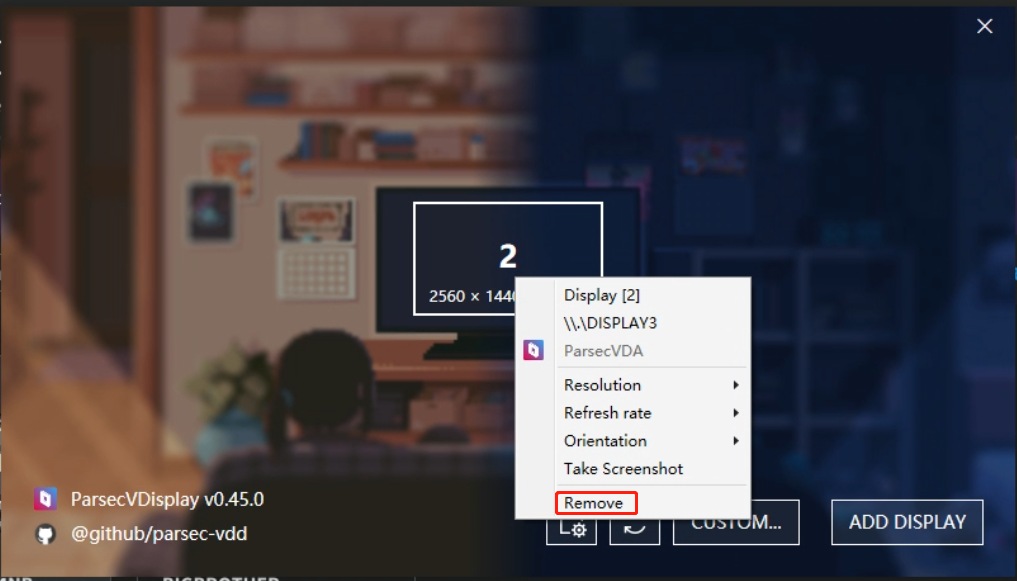 2
2560 × 144
Display [2]
\\.\DISPLAY3
ParsecVDA
Resolution
Refresh rate
Orientation
Take Screenshot
Remove
ParsecVDisplay v0.45.0
@github/parsec-vdd
CUSTOM...
ADD DISPLAY